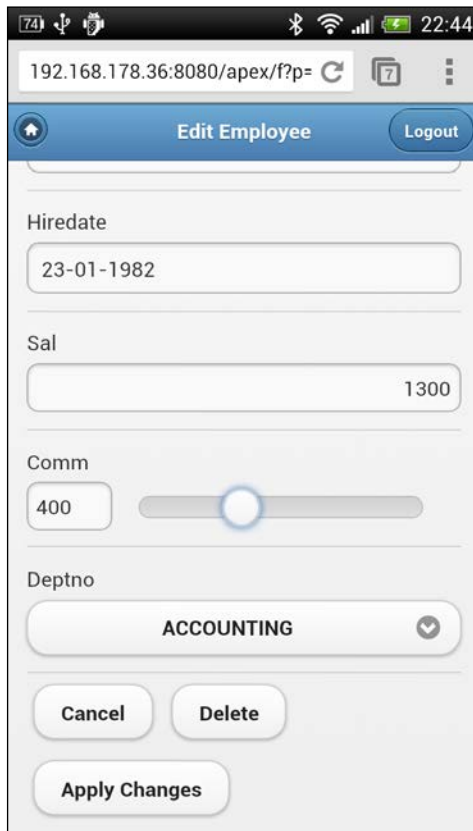 74 22:44
192.168.178.36:8080/apex/f?p= 7
Edit Employee Logout
Hiredate
23-01-1982
Sal
1300
Comm
400
Deptno
ACCOUNTING
Cancel Delete
Apply Changes